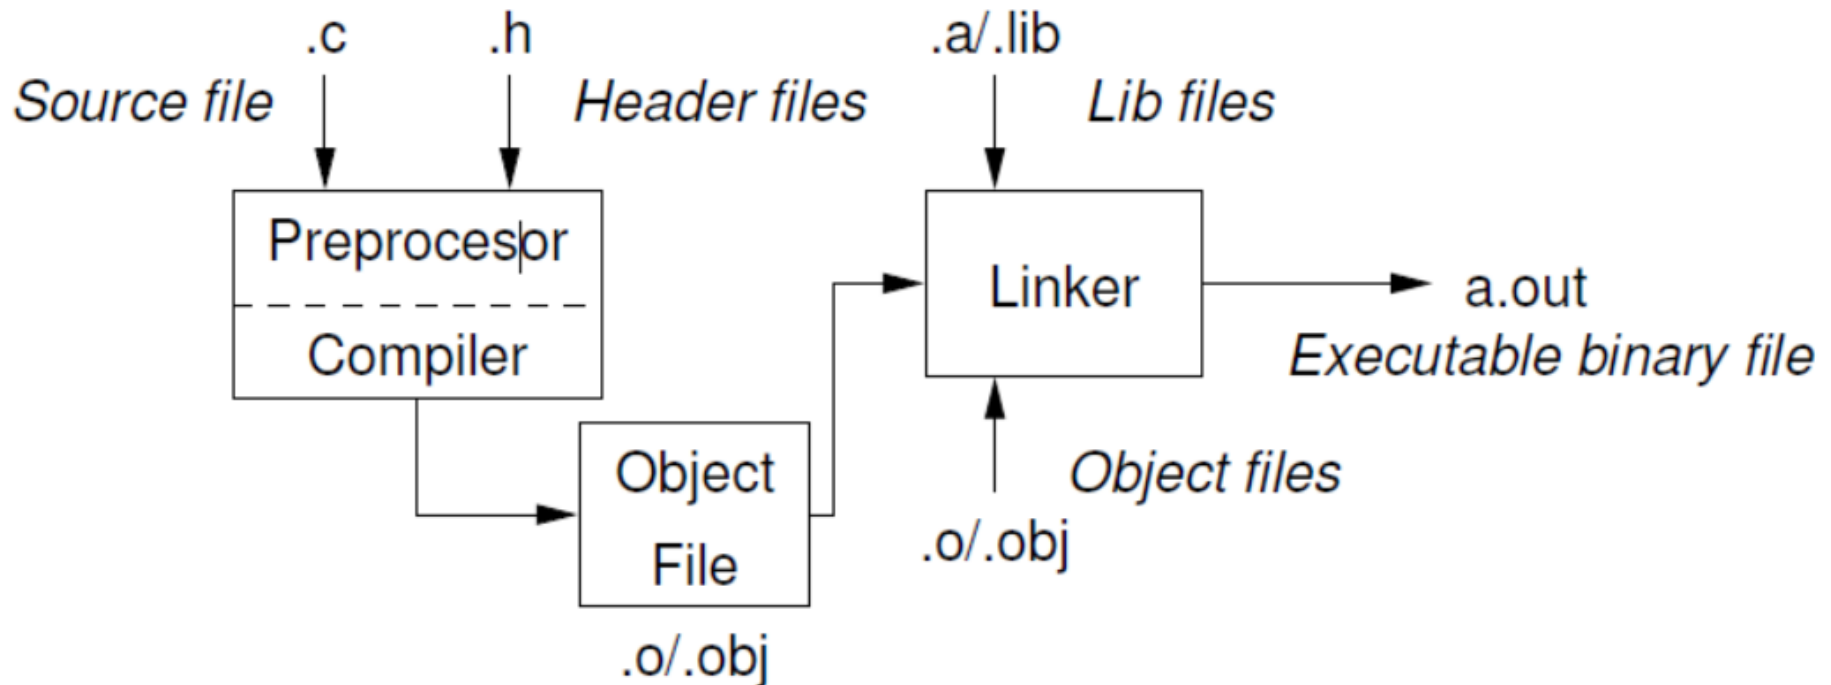 .c
.h
.a/.lib
Source file
Header files
Lib files
Preprocesor
Compiler
Linker
a.out
Executable binary file
Object
File
.o/.obj
Object files
.o/.obj